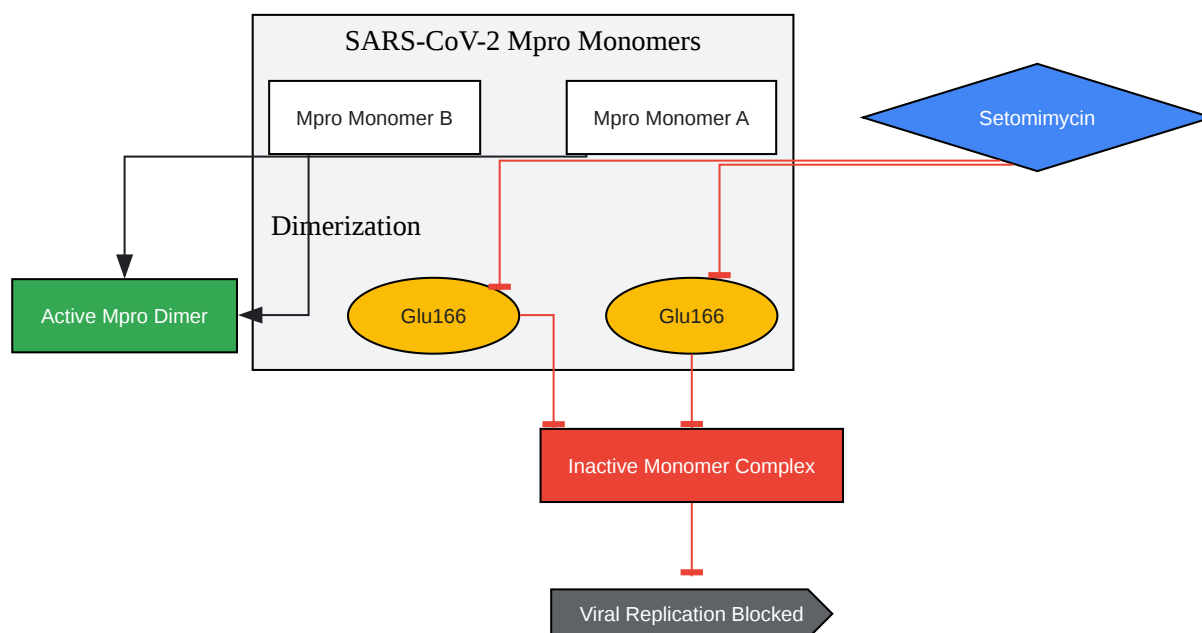 SARS-CoV-2 Mpro Monomers
Mpro Monomer B
Mpro Monomer A
Setomimycin
Dimerization
Active Mpro Dimer
Glu166
Glu166
Inactive Monomer Complex
Viral Replication Blocked